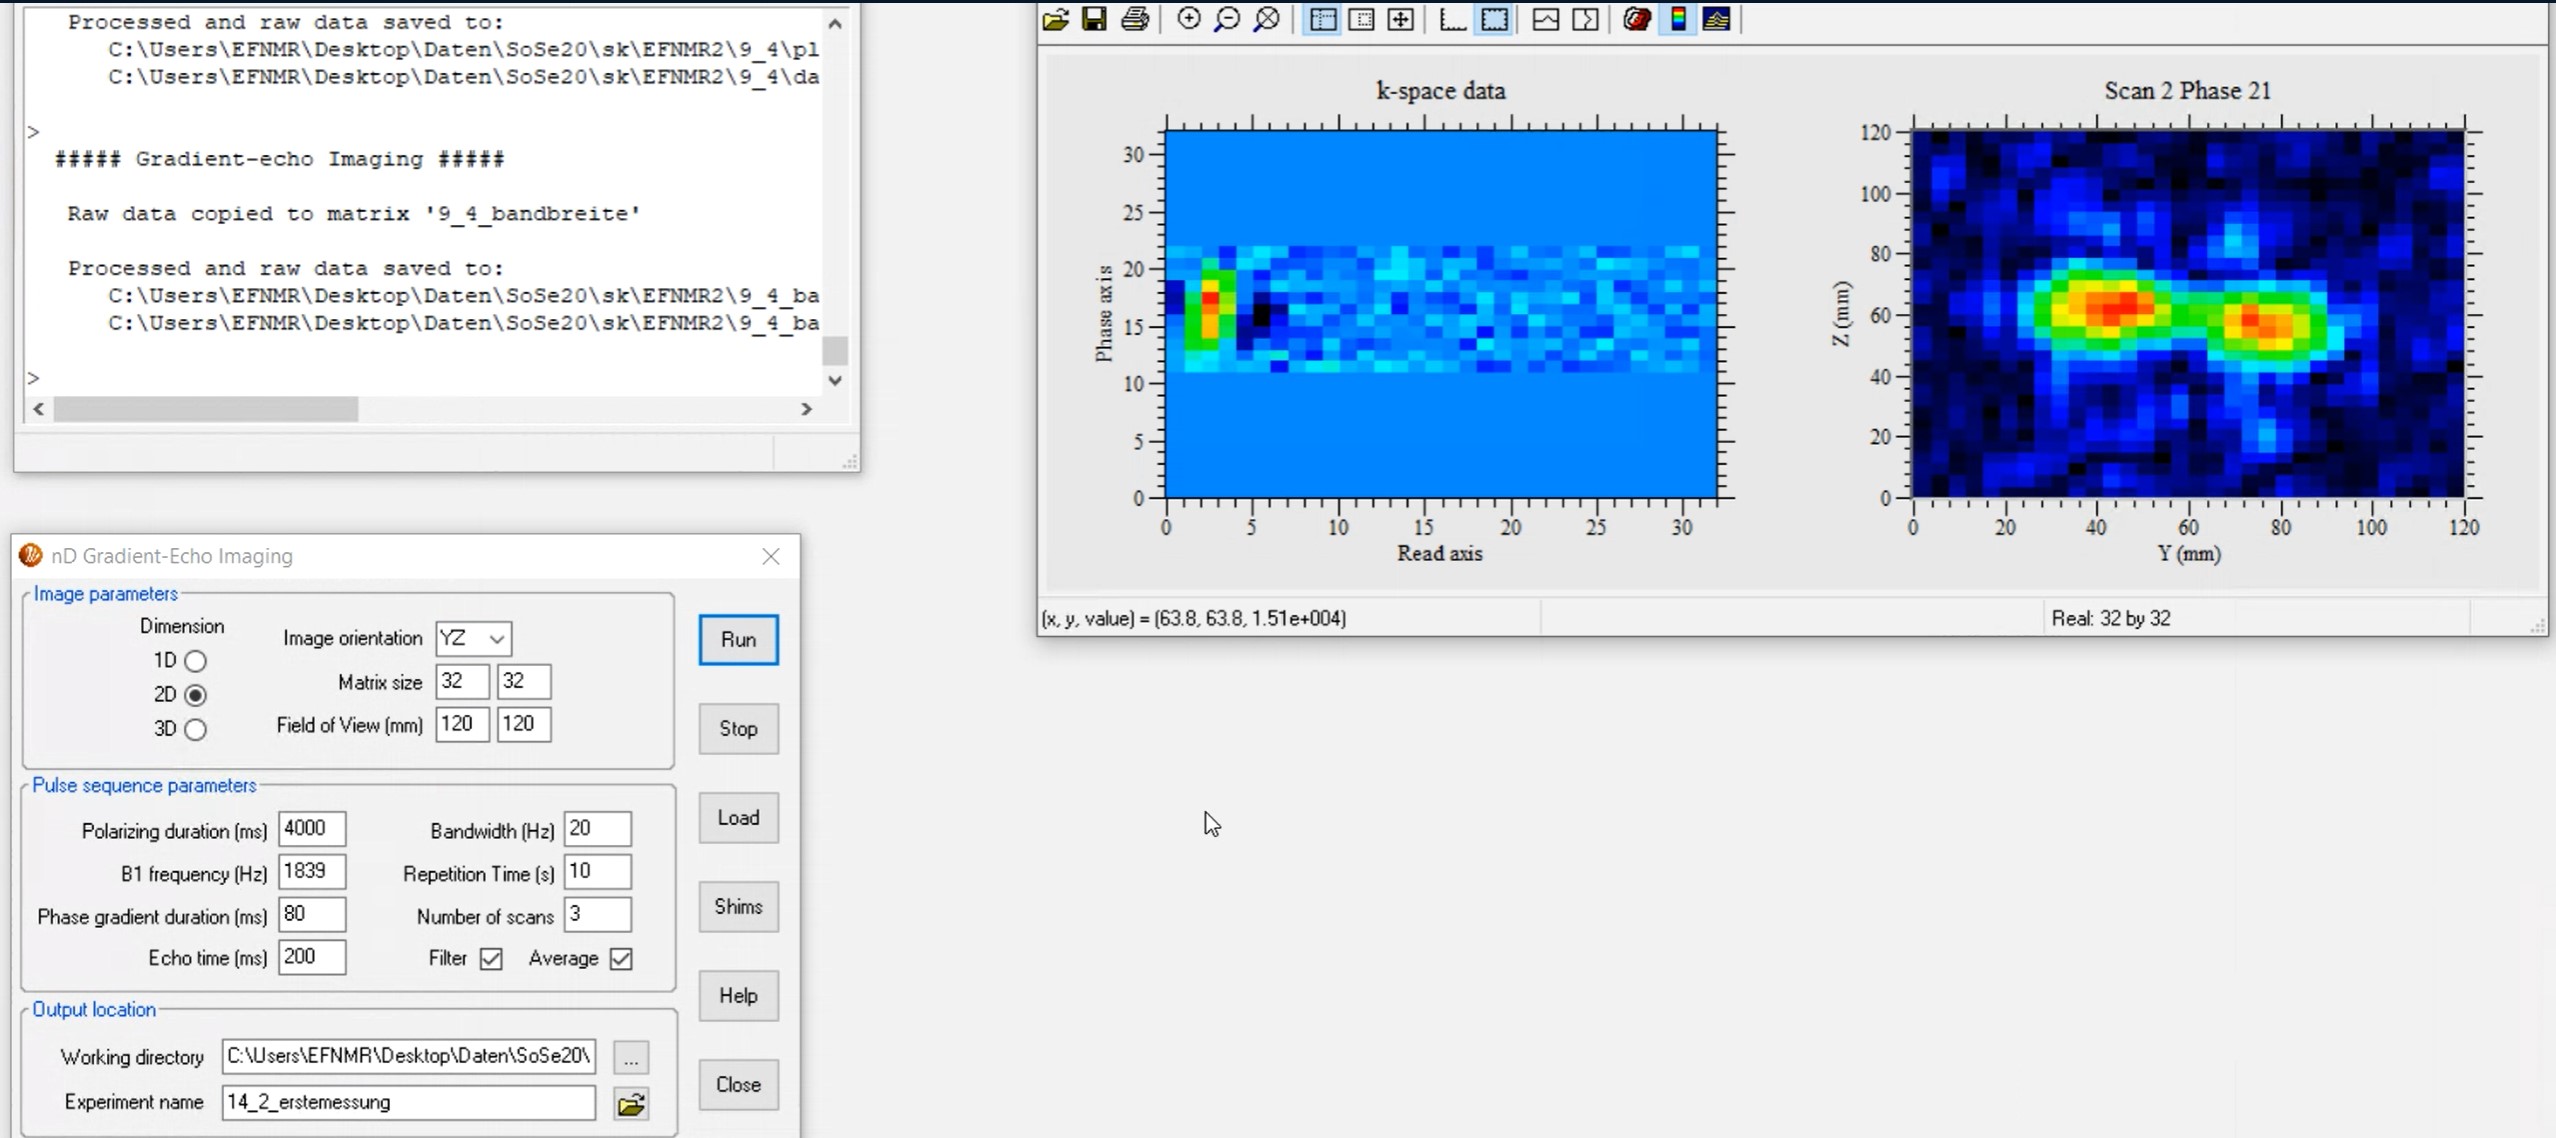 Processed and raw data saved to:
C:\Users\EFNMR\Desktop\Daten\SoSe20\sk\EFNMR2\9_4\pl
C:\Users\EFNMR\Desktop\Daten\SoSe20\sk\EFNMR2\9_4\da
>
##### Gradient-echo Imaging #####
Raw data copied to matrix '9_4_bandbreite'
Processed and raw data saved to:
C:\Users\EFNMR\Desktop\Daten\SoSe20\sk\EFNMR2\9_4_ba
C:\Users\EFNMR\Desktop\Daten\SoSe20\sk\EFNMR2\9_4_ba
>
k-space data
30
25
20
15
10
5
0
Phase axis
0 5 10 15 20 25 30
Read axis
Scan 2 Phase 21
120
100
80
60
40
20
0
Z (mm)
0 20 40 60 80 100 120
Y (mm)
(x, y, value) = (63.8, 63.8, 1.51e+004)
Real: 32 by 32
nD Gradient-Echo Imaging
Image parameters
Dimension
1D
2D
3D
Image orientation YZ
Matrix size 32 32
Field of View (mm) 120 120
Pulse sequence parameters
Polarizing duration (ms) 4000
B1 frequency (Hz) 1839
Phase gradient duration (ms) 80
Echo time (ms) 200
Bandwidth (Hz) 20
Repetition Time (s) 10
Number of scans 3
Filter Average
Output location
Working directory C:\Users\EFNMR\Desktop\Daten\SoSe20\ ...
Experiment name 14_2_erstemessung
Run
Stop
Load
Shims
Help
Close